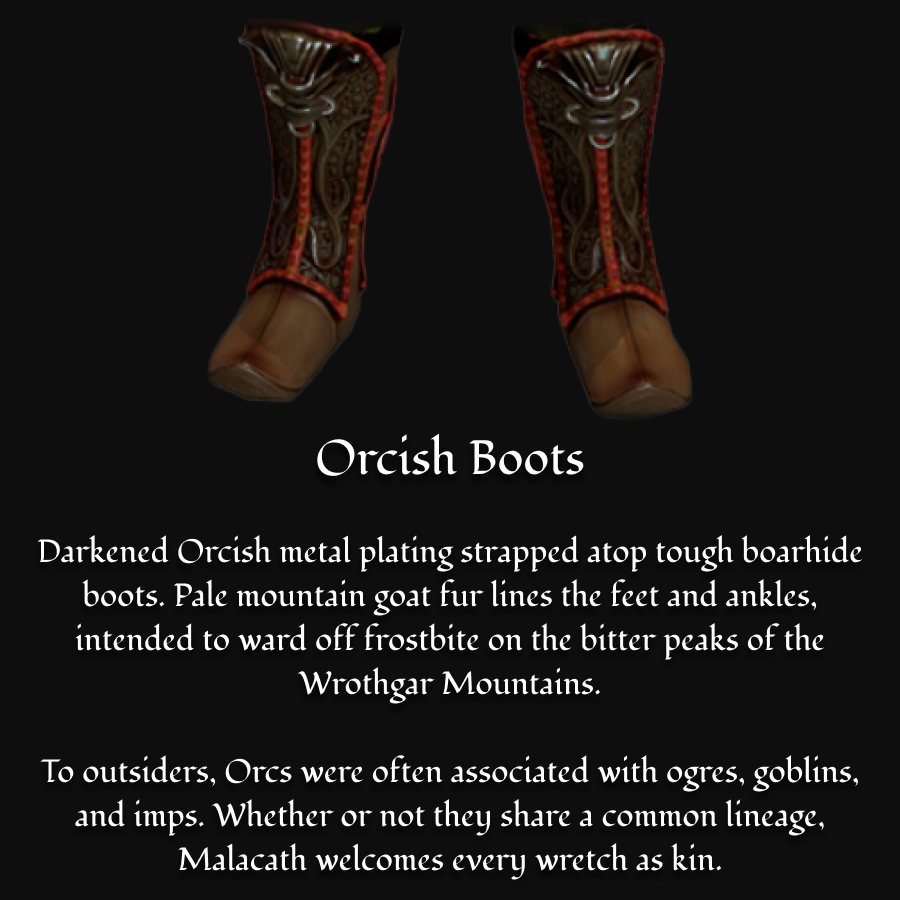 Orcish Boots
Darkened Orcish metal plating strapped atop tough boarhide
boots. Pale mountain goat fur lines the feet and ankles,
intended to ward off frostbite on the bitter peaks of the
Wrothgar Mountains.
To outsiders, Orcs were often associated with ogres, goblins,
and imps. Whether or not they share a common lineage,
Malacath welcomes every wretch as kin.